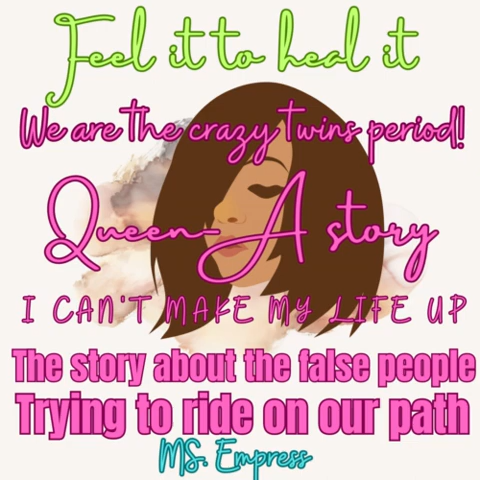 Feel it to heal it
We are the crazy twins period!
Queen-A story
I CAN'T MAKE MY LIFE UP
The story about the false people
Trying to ride on our path
MS. Empress